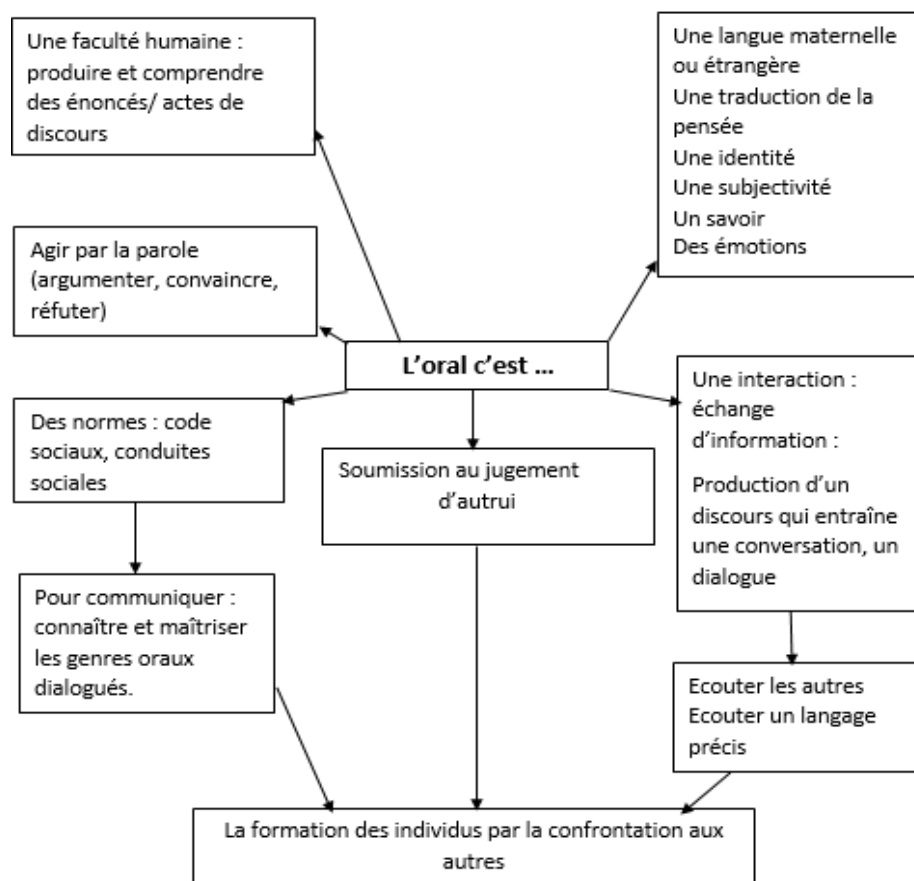 Une faculté humaine :
produire et comprendre
des énoncés/ actes de
discours
Une langue maternelle
ou étrangère
Une traduction de la
pensée
Une identité
Une subjectivité
Un savoir
Des émotions
Agir par la parole
(argumenter, convaincre,
réfuter)
L'oral c'est ...
Des normes : code
sociaux, conduites
sociales
Soumission au jugement
d'autrui
Une interaction :
échange
d'information :
Production d'un
discours qui entraîne
une conversation, un
dialogue
Pour communiquer :
connaître et maîtriser
les genres oraux
dialogués.
Ecouter les autres
Ecouter un langage
précis
La formation des individus par la confrontation aux
autres